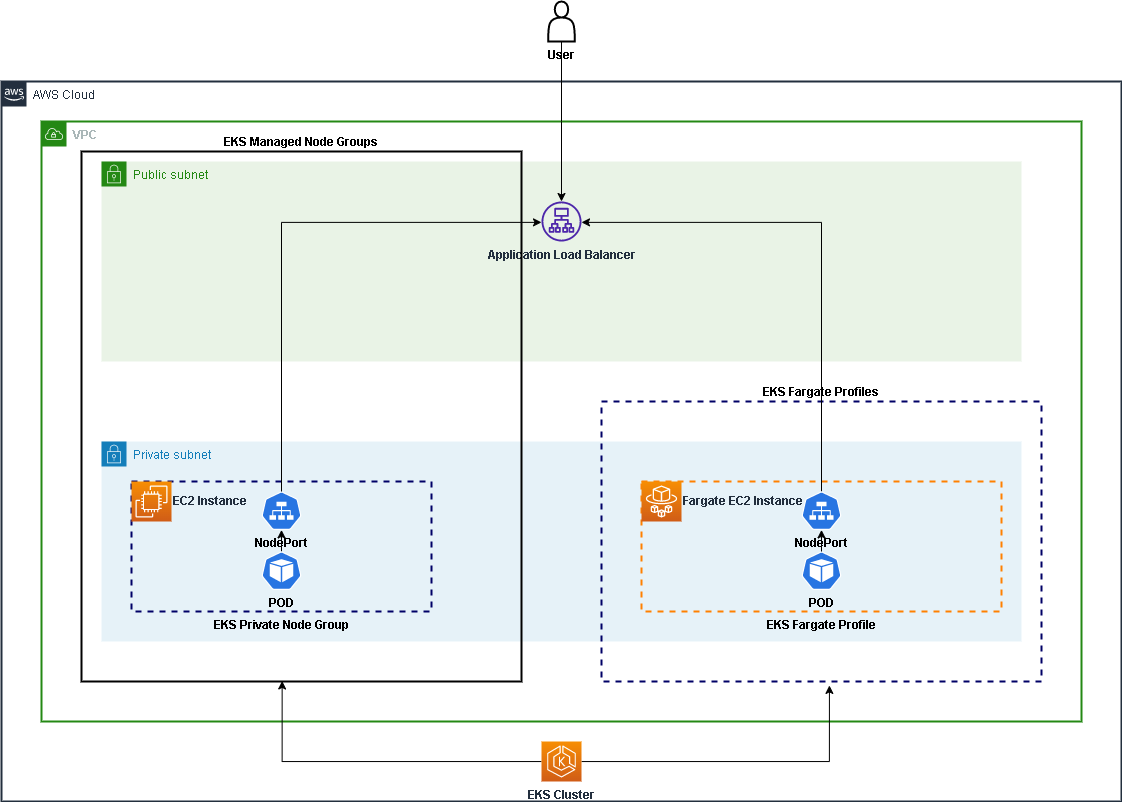 User
aws
AWS Cloud
VPC
EKS Managed Node Groups
Public subnet
Application Load Balancer
EKS Fargate Profiles
Private subnet
EC2 Instance
Fargate EC2 Instance
NodePort
NodePort
POD
POD
EKS Private Node Group
EKS Fargate Profile
K
EKS Cluster